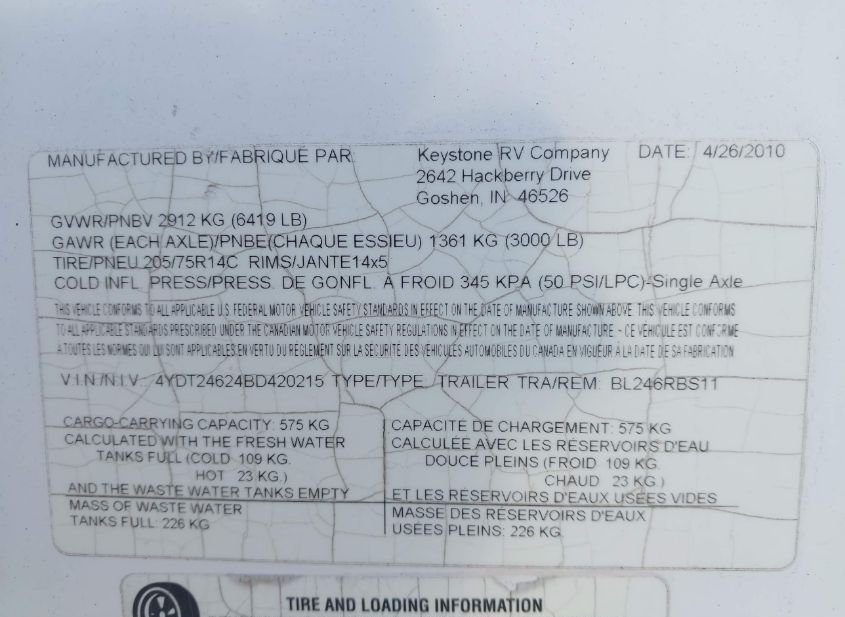 MANUFACTURED BY/FABRIQUE PAR Keystone RV Company DATE: 4/26/2010
2642 Hackberry Drive
Goshen, IN 46526
GVWR/PNBV 2912 KG (6419 LB)
GAWR (EACH AXLE)/PNBE(CHAQUE ESSIEU) 1361 KG (3000 LB)
TIRE/PNEU 205/75R14C RIMS/JANTE14x5
COLD INFL. PRESS/PRESS. DE GONFL. À FROID 345 KPA (50 PSI/LPC)-Single Axle
THIS VEHICLE CONFORMS TO ALL APPLICABLE U.S. FEDERAL MOTOR VEHICLE SAFETY STANDARDS IN EFFECT ON THE DATE OF MANUFACTURE SHOWN ABOVE. THIS VEHICLE CONFORMS
TO ALL APPLICABLE STANDARDS PRESCRIBED UNDER THE CANADIAN MOTOR VEHICLE SAFETY REGULATIONS IN EFFECT ON THE DATE OF MANUFACTURE - CE VÉHICULE EST CONFORME
A TOUTES LES NORMES QUI LUI SONT APPLICABLES EN VERTU DU RÈGLEMENT SUR LA SÉCURITÉ DES VÉHICULES AUTOMOBILES DU CANADA EN VIGUEUR À LA DATE DE SA FABRICATION
V.I.N./N.I.V. 4YDT24624BD420215 TYPE/TYPE TRAILER TRA/REM: BL246RBS11
CARGO-CARRYING CAPACITY: 575 KG
CALCULATED WITH THE FRESH WATER
TANKS FULL (COLD 109 KG.
HOT 23 KG.)
AND THE WASTE WATER TANKS EMPTY
MASS OF WASTE WATER
TANKS FULL: 226 KG
CAPACITÉ DE CHARGEMENT: 575 KG
CALCULÉE AVEC LES RÉSERVOIRS D'EAU
DOUCE PLEINS (FROID 109 KG.
CHAUD 23 KG.)
ET LES RÉSERVOIRS D'EAUX USÉES VIDES
MASSE DES RÉSERVOIRS D'EAUX
USÉES PLEINS: 226 KG
TIRE AND LOADING INFORMATION